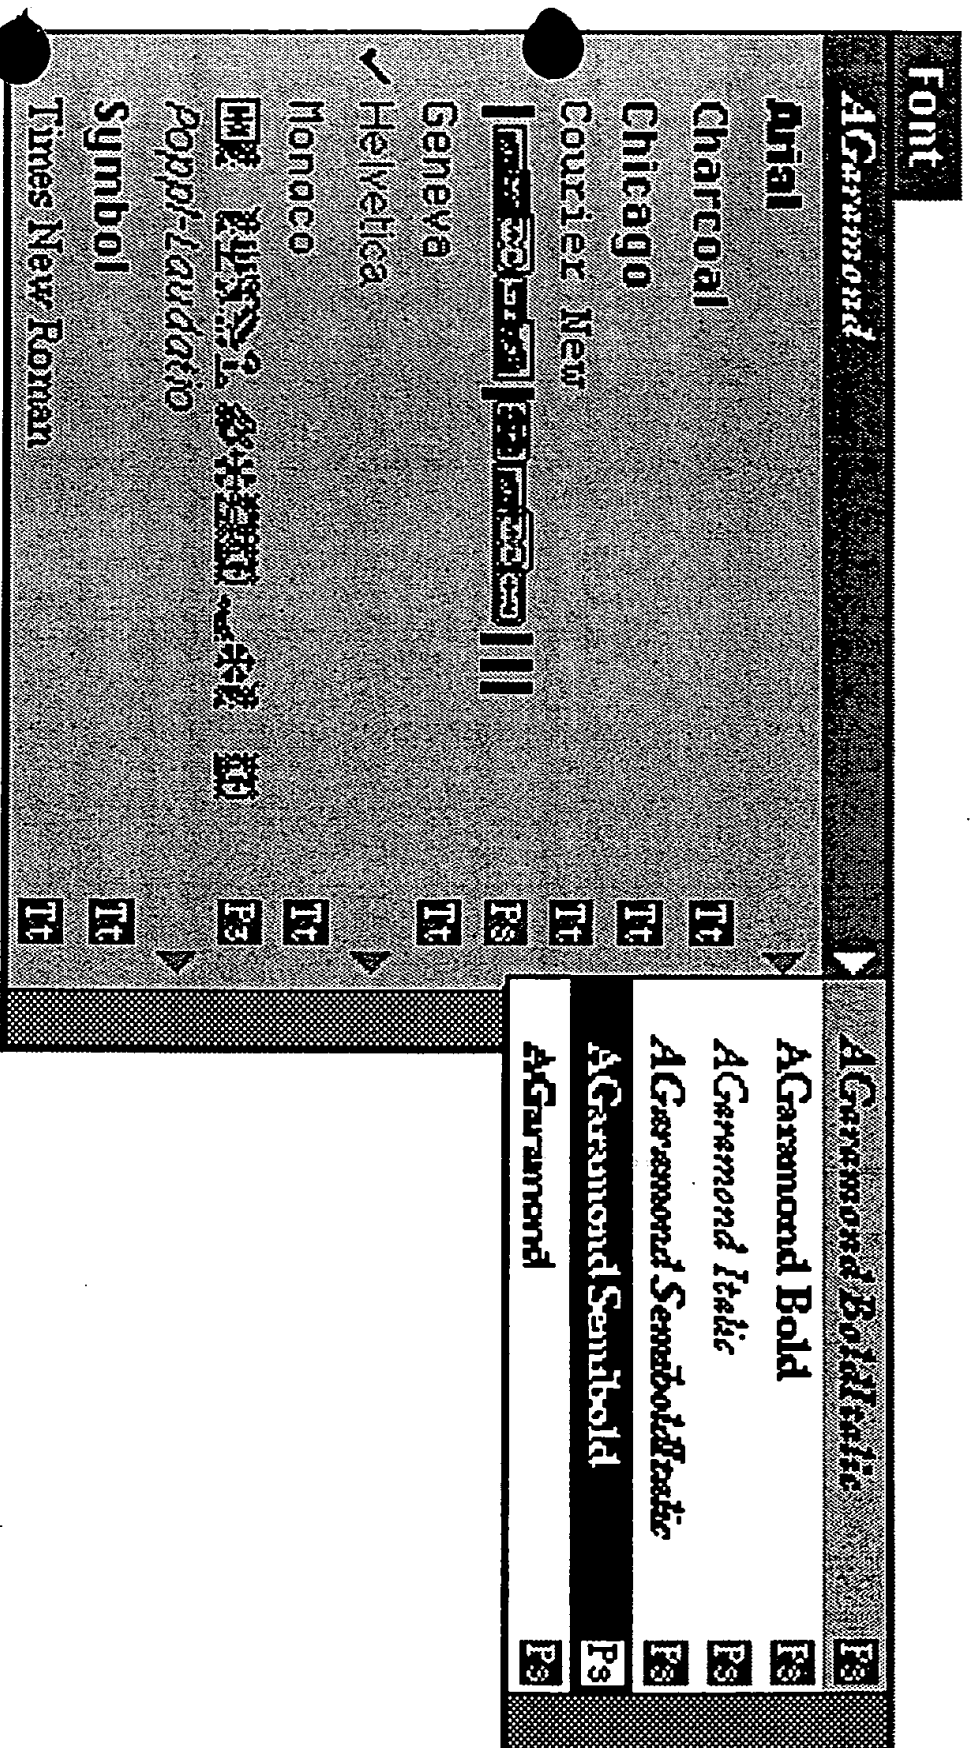 Font
AGaramond
Arial
Charcoal Tt
Chicago Tt
Courier New Tt
Ps
Geneva Tt
✓ Helvetica
Monaco Tt
Ps
Poppl-Laudatio
Symbol Tt
Times New Roman Tt
AGaramond BoldItalic Ps
AGaramond Bold Ps
AGaramond Italic Ps
AGaramond SemiboldItalic Ps
AGaramond Semibold Ps
AGaramond Ps